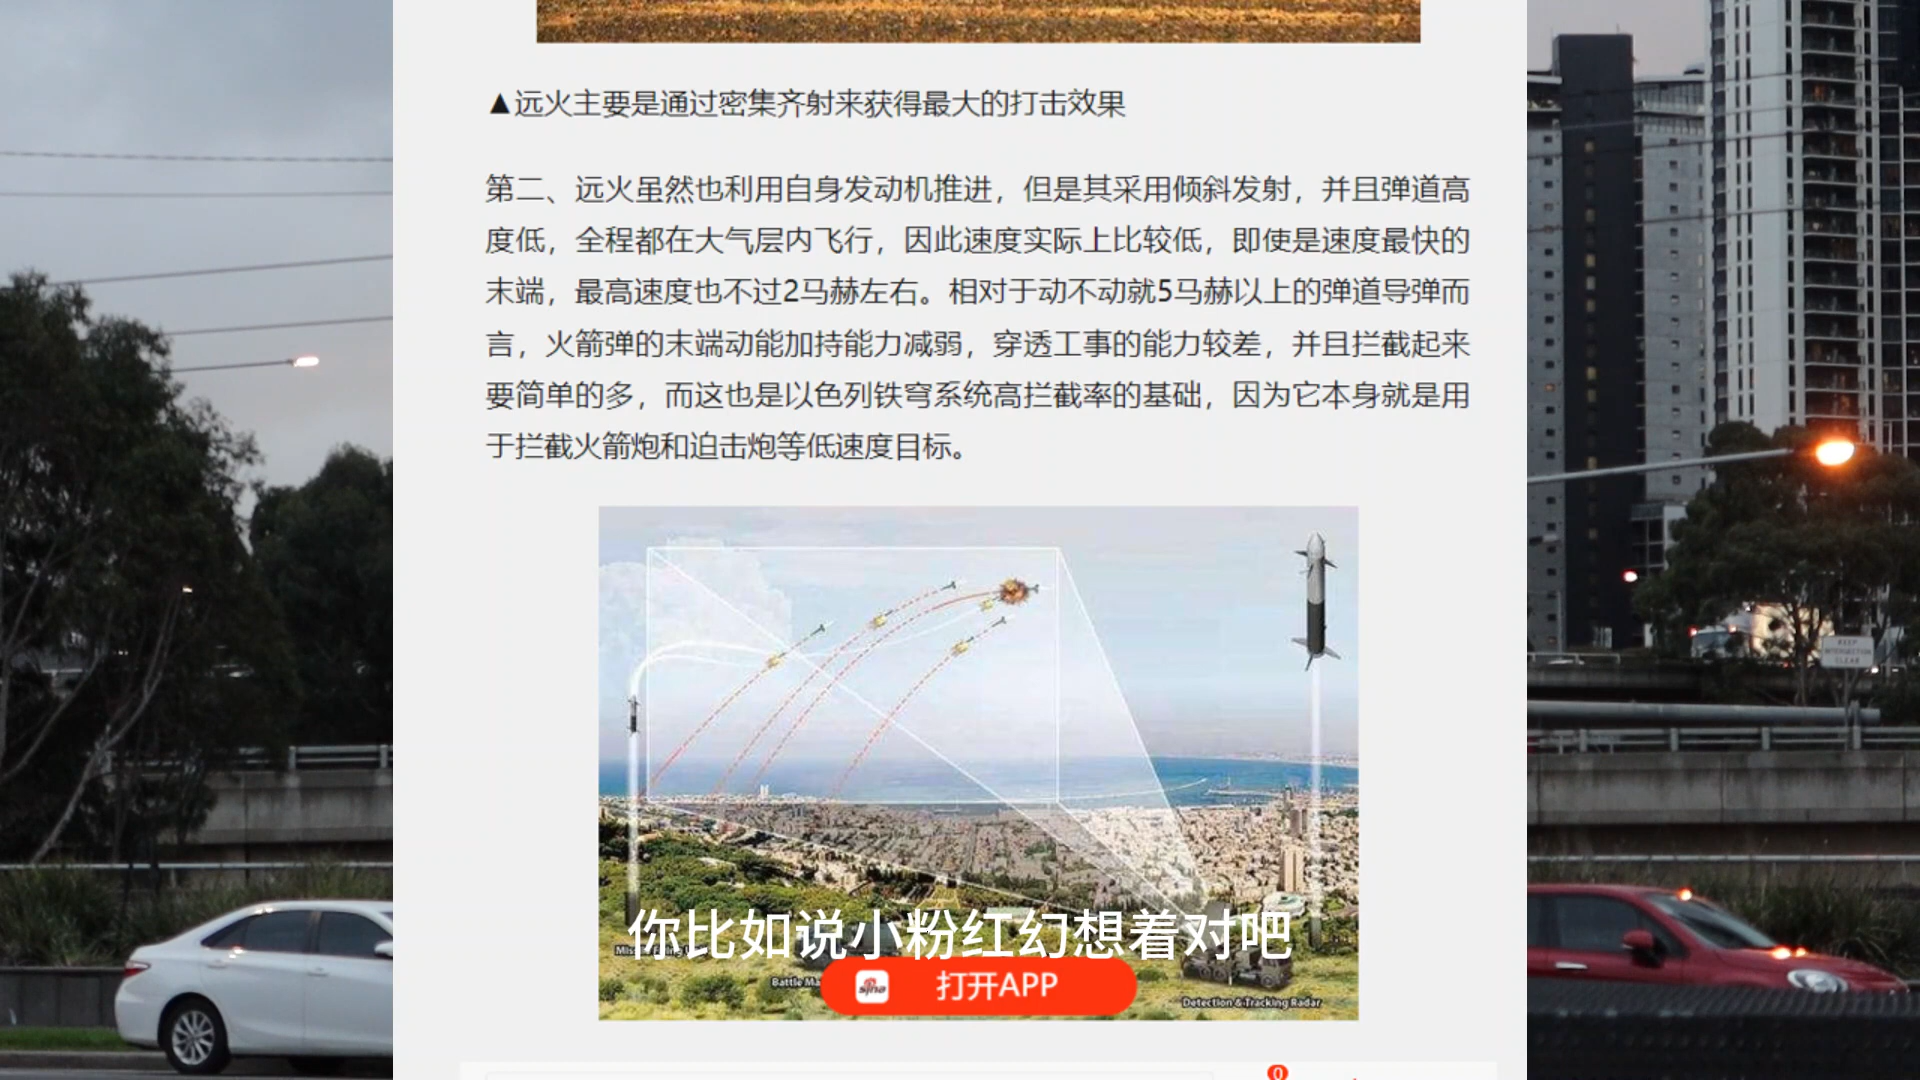 ▲远火主要是通过密集齐射来获得最大的打击效果
第二、远火虽然也利用自身发动机推进，但是其采用倾斜发射，并且弹道高
度低，全程都在大气层内飞行，因此速度实际上比较低，即使是速度最快的
末端，最高速度也不过2马赫左右。相对于动不动就5马赫以上的弹道导弹而
言，火箭弹的末端动能加持能力减弱，穿透工事的能力较差，并且拦截起来
要简单的多，而这也是以色列铁穹系统高拦截率的基础，因为它本身就是用
于拦截火箭炮和迫击炮等低速度目标。
KEEP
INTERSECTION
CLEAR
你比如说小粉红幻想着对吧
Battle Ma
sina
打开APP
Detection & Tracking Radar
0